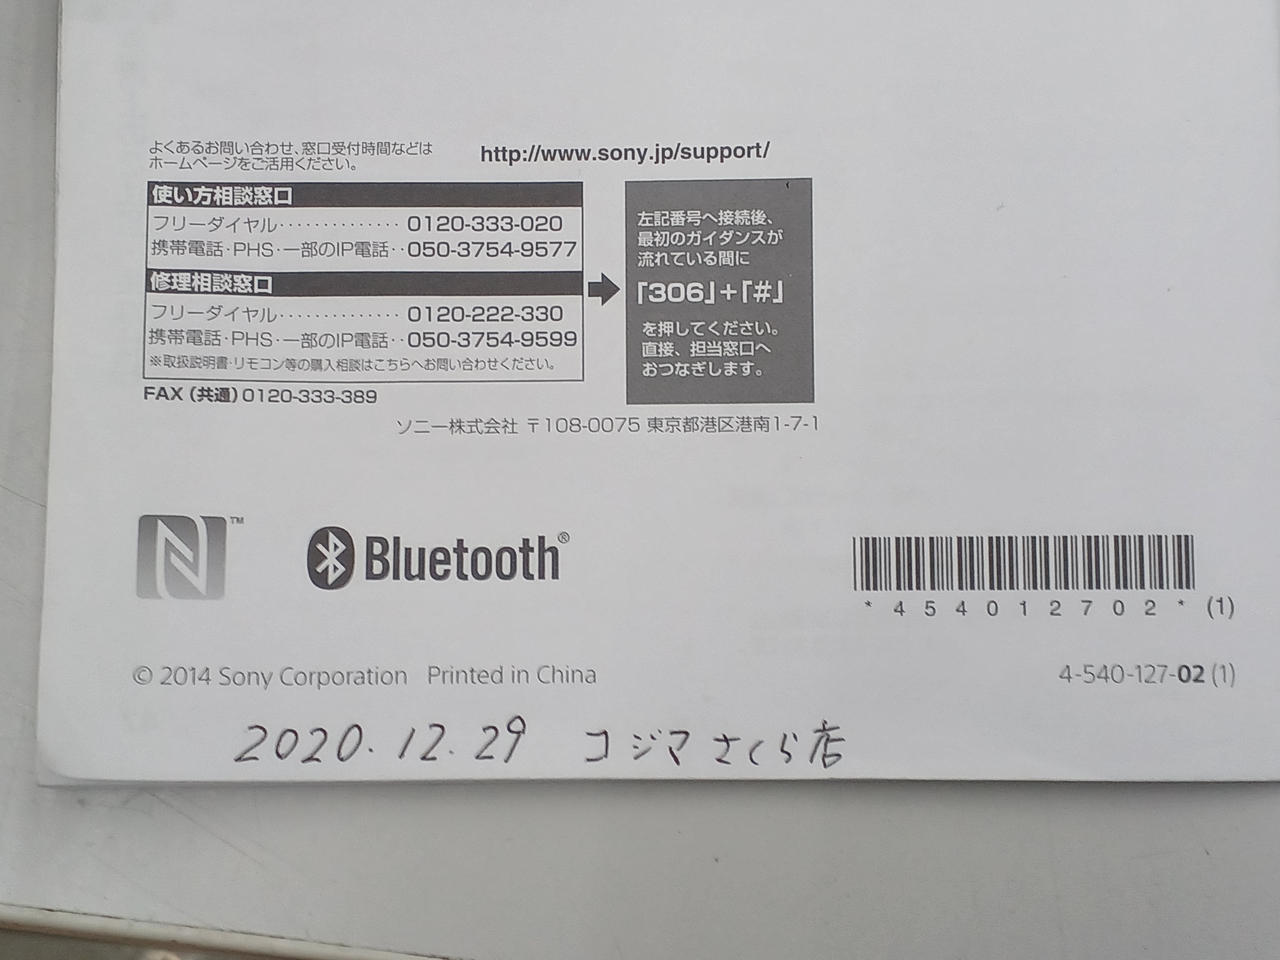 よくあるお問い合わせ、窓口受付時間などは
ホームページをご活用ください。
http://www.sony.jp/support/
使い方相談窓口
フリーダイヤル・・・・・・・・・・・・・・0120-333-020
携帯電話・PHS・一部のIP電話・・050-3754-9577
修理相談窓口
フリーダイヤル・・・・・・・・・・・・・・0120-222-330
携帯電話・PHS・一部のIP電話・・050-3754-9599
※取扱説明書・リモコン等の購入相談はこちらへお問い合わせください。
左記番号へ接続後、
最初のガイダンスが
流れている間に
「306」+「#」
を押してください。
直接、担当窓口へ
おつなぎします。
FAX（共通）0120-333-389
ソニー株式会社 〒108-0075 東京都港区港南1-7-1
N™
Bluetooth®
*454012702* (1)
© 2014 Sony Corporation Printed in China
4-540-127-02(1)
2020.12.29 コジマさくら店